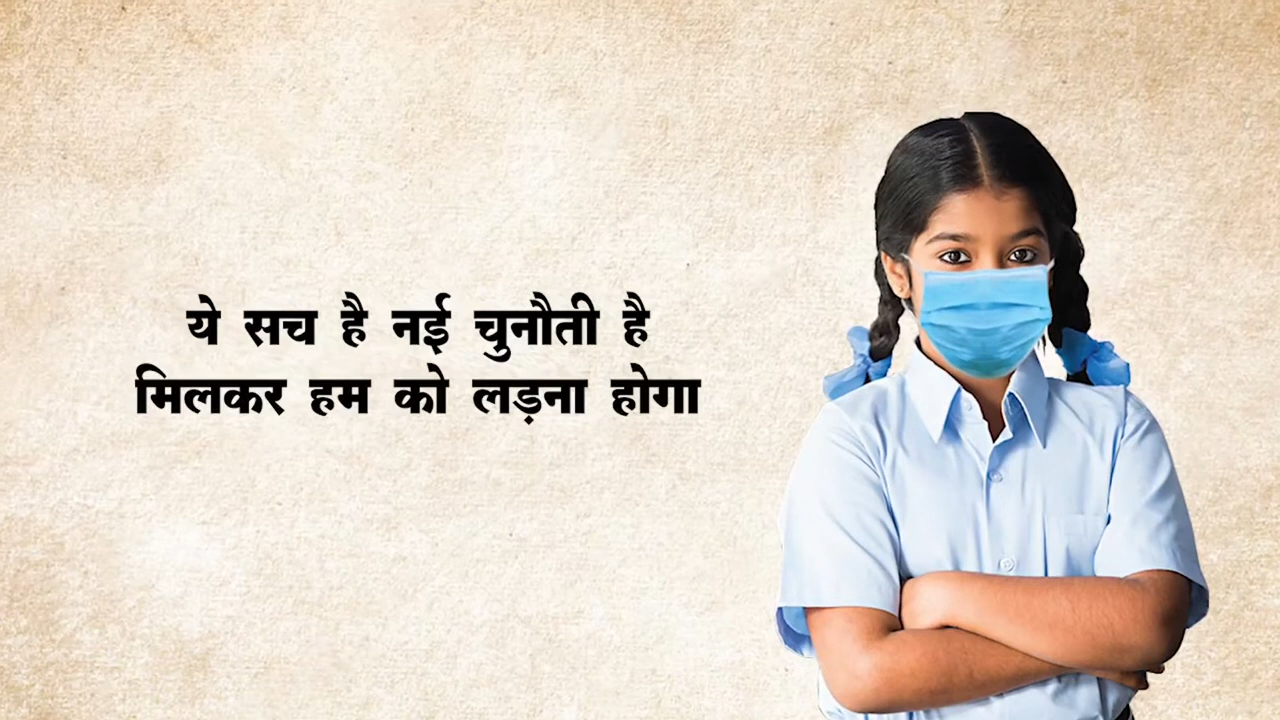 ये सच है नई चुनौती है
मिलकर हम को लड़ना होगा